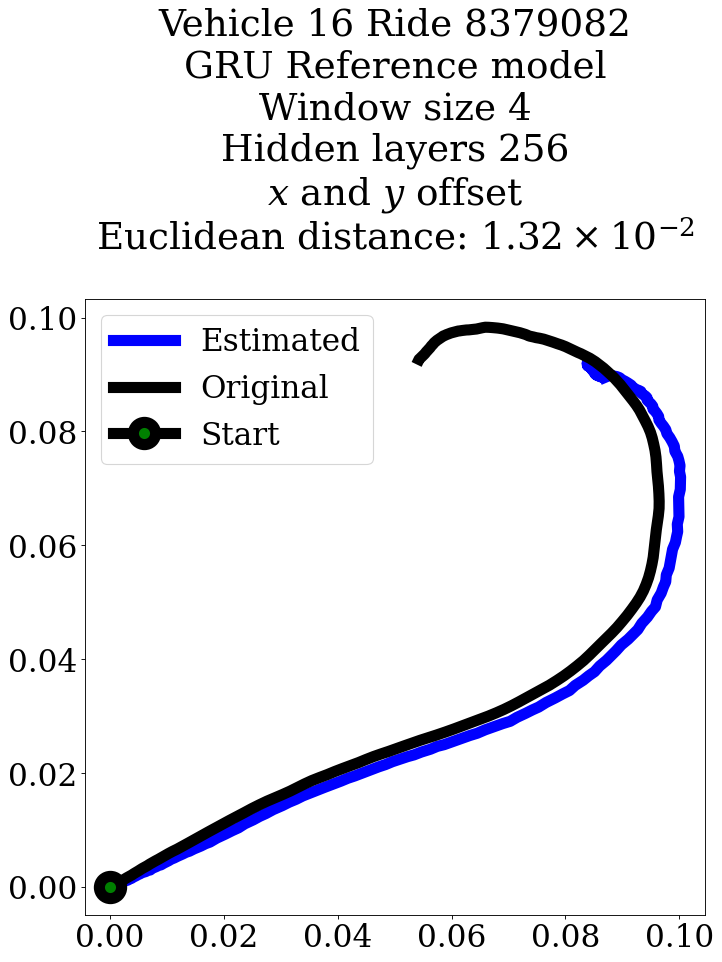 Vehicle 16 Ride 8379082
GRU Reference model
Window size 4
Hidden layers 256
x and y offset
Euclidean distance: 1.32 × 10⁻²
Estimated
Original
Start
0.10
0.08
0.06
0.04
0.02
0.00
0.00 0.02 0.04 0.06 0.08 0.10